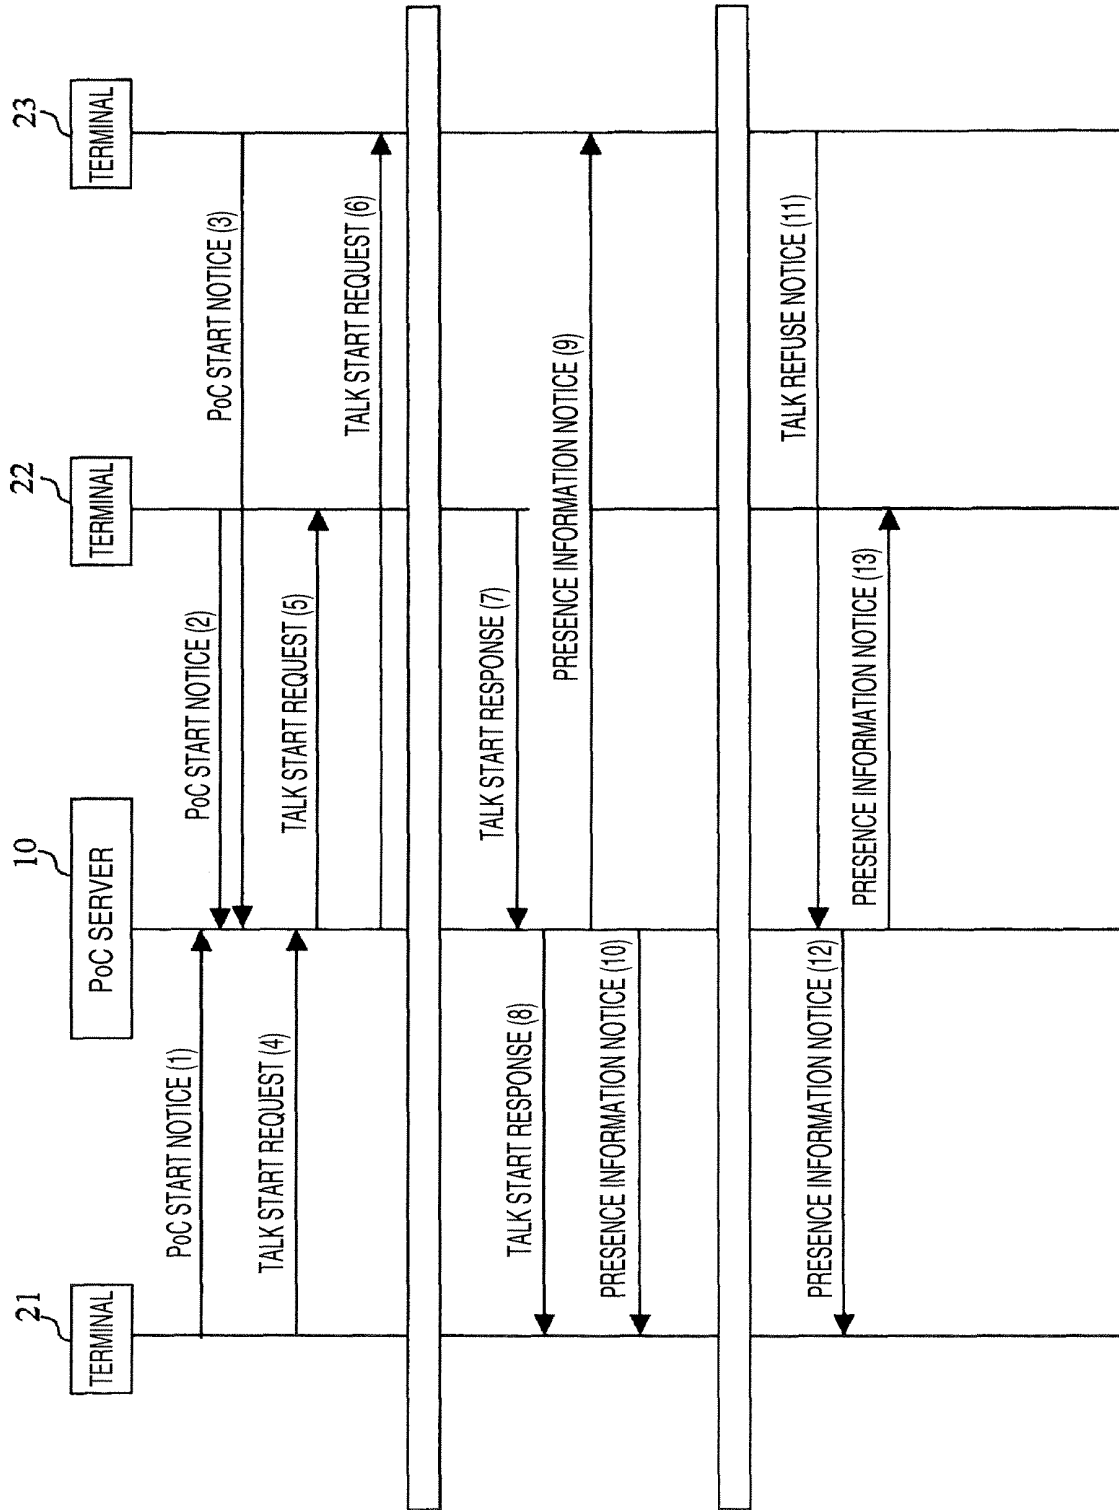 21
TERMINAL
10
PoC SERVER
22
TERMINAL
23
TERMINAL
PoC START NOTICE (1)
PoC START NOTICE (2)
PoC START NOTICE (3)
TALK START REQUEST (4)
TALK START REQUEST (5)
TALK START REQUEST (6)
TALK START RESPONSE (7)
TALK START RESPONSE (8)
PRESENCE INFORMATION NOTICE (9)
PRESENCE INFORMATION NOTICE (10)
TALK REFUSE NOTICE (11)
PRESENCE INFORMATION NOTICE (12)
PRESENCE INFORMATION NOTICE (13)